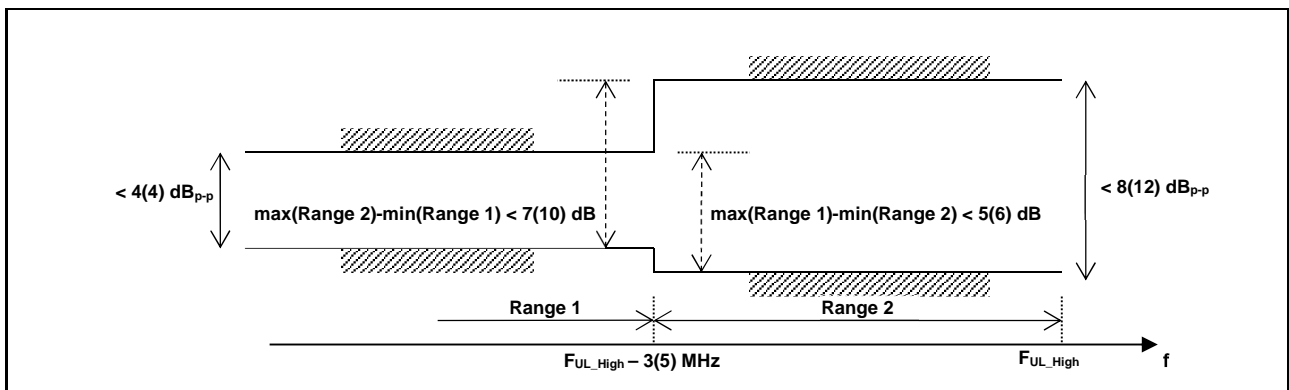 < 4(4) dBp-p
max(Range 2)-min(Range 1) < 7(10) dB
max(Range 1)-min(Range 2) < 5(6) dB
< 8(12) dBp-p
Range 1
Range 2
FUL_High – 3(5) MHz
FUL_High
f